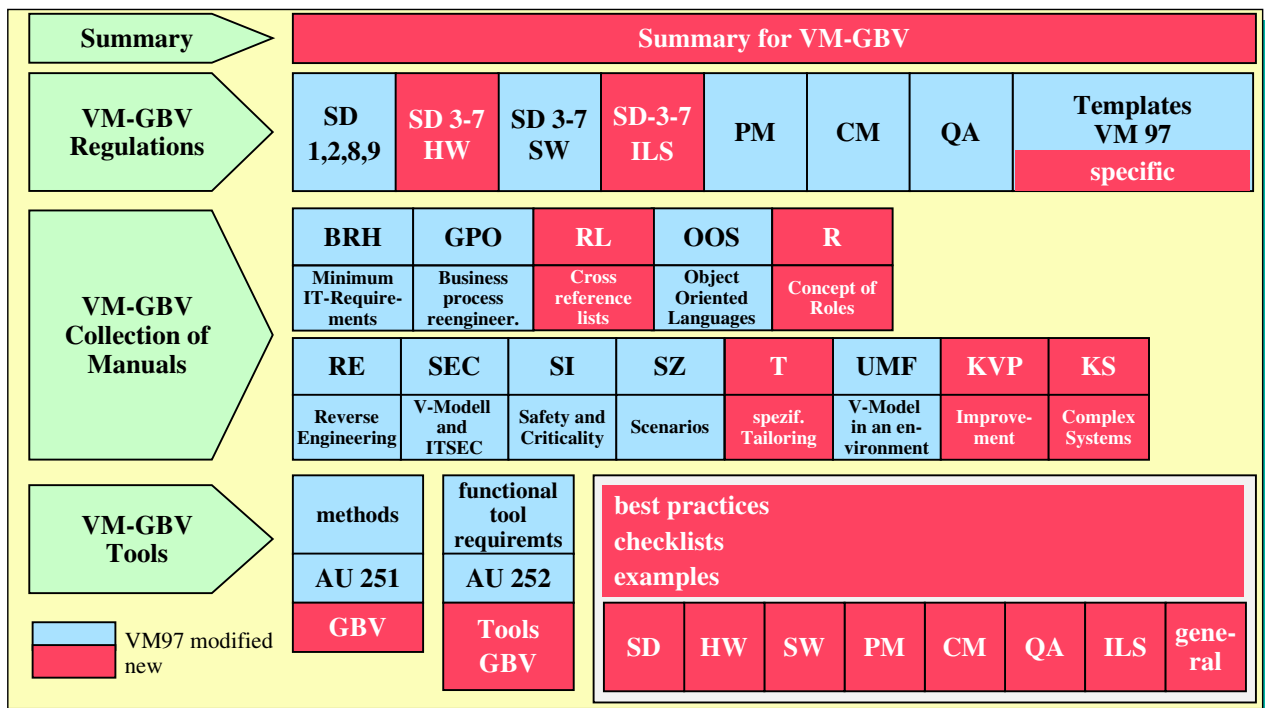 Summary
Summary for VM-GBV
VM-GBV
Regulations
SD
1,2,8,9
SD 3-7
HW
SD 3-7
SW
SD-3-7
ILS
PM
CM
QA
Templates
VM 97
specific
VM-GBV
Collection of
Manuals
BRH
GPO
RL
OOS
R
Minimum
IT-Require-
ments
Business
process
reengineer.
Cross
reference
lists
Object
Oriented
Languages
Concept of
Roles
RE
SEC
SI
SZ
T
UMF
KVP
KS
Reverse
Engineering
V-Modell
and
ITSEC
Safety and
Criticality
Scenarios
spezif.
Tailoring
V-Model
in an en-
vironment
Improve-
ment
Complex
Systems
VM-GBV
Tools
methods
AU 251
GBV
functional
tool
requiremts
AU 252
Tools
GBV
best practices
checklists
examples
SD
HW
SW
PM
CM
QA
ILS
gene-
ral
VM97 modified
new